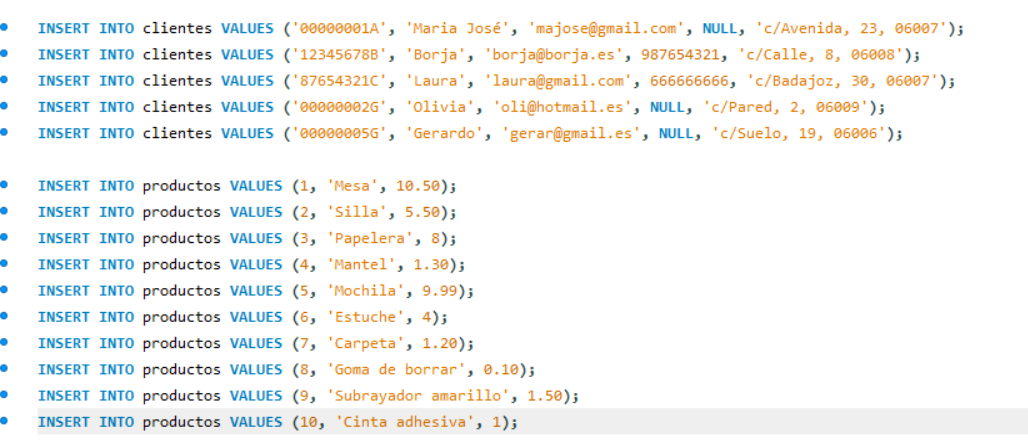 INSERT INTO clientes VALUES ('00000001A', 'Maria José', 'majose@gmail.com', NULL, 'c/Avenida, 23, 06007');
INSERT INTO clientes VALUES ('12345678B', 'Borja', 'borja@borja.es', 987654321, 'c/Calle, 8, 06008');
INSERT INTO clientes VALUES ('87654321C', 'Laura', 'laura@gmail.com', 666666666, 'c/Badajoz, 30, 06007');
INSERT INTO clientes VALUES ('00000002G', 'Olivia', 'oli@hotmail.es', NULL, 'c/Pared, 2, 06009');
INSERT INTO clientes VALUES ('00000005G', 'Gerardo', 'gerar@gmail.es', NULL, 'c/Suelo, 19, 06006');
INSERT INTO productos VALUES (1, 'Mesa', 10.50);
INSERT INTO productos VALUES (2, 'Silla', 5.50);
INSERT INTO productos VALUES (3, 'Papelera', 8);
INSERT INTO productos VALUES (4, 'Mantel', 1.30);
INSERT INTO productos VALUES (5, 'Mochila', 9.99);
INSERT INTO productos VALUES (6, 'Estuche', 4);
INSERT INTO productos VALUES (7, 'Carpeta', 1.20);
INSERT INTO productos VALUES (8, 'Goma de borrar', 0.10);
INSERT INTO productos VALUES (9, 'Subrayador amarillo', 1.50);
INSERT INTO productos VALUES (10, 'Cinta adhesiva', 1);